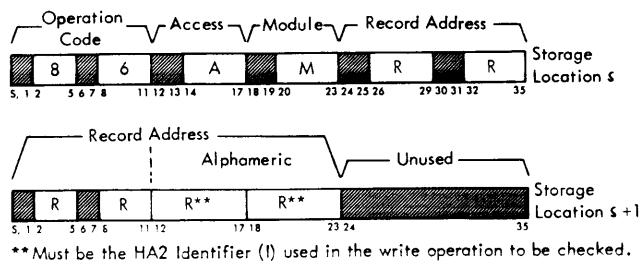 Operation Code Access Module Record Address
8 6 A M R R Storage Location s
S, 1 2 5 6 7 8 11 12 13 14 17 18 19 20 23 24 25 26 29 30 31 32 35
Record Address
Alphameric Unused
R R R** R** Storage Location s +1
S, 1 2 5 6 7 8 11 12 17 18 23 24 35
**Must be the HA2 Identifier (I) used in the write operation to be checked.